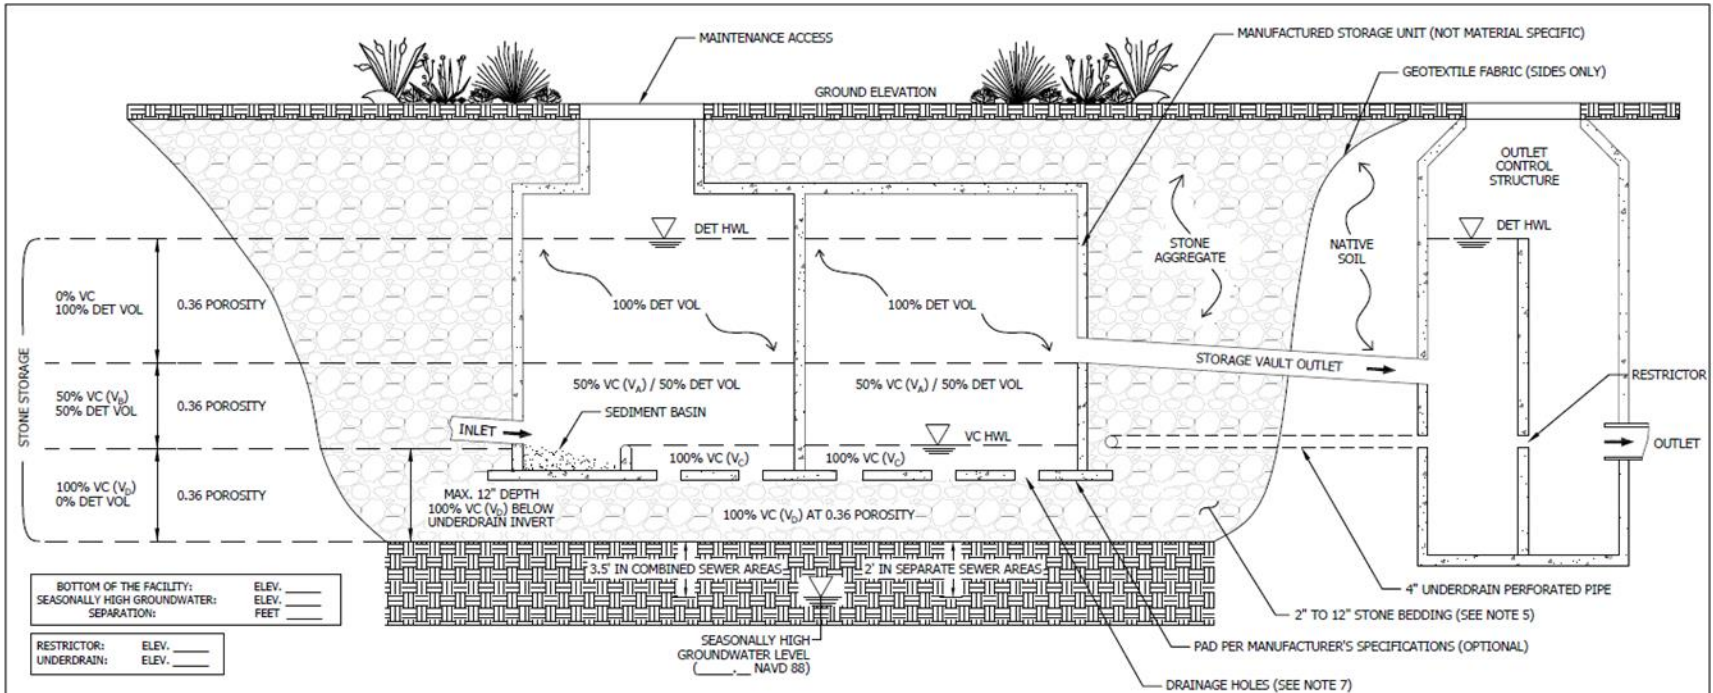 MAINTENANCE ACCESS
MANUFACTURED STORAGE UNIT (NOT MATERIAL SPECIFIC)
GEOTEXTILE FABRIC (SIDES ONLY)
GROUND ELEVATION
OUTLET
CONTROL
STRUCTURE
DET HWL
DET HWL
STONE
AGGREGATE
NATIVE
SOIL
STONE STORAGE
0% VC
100% DET VOL
0.36 POROSITY
100% DET VOL
100% DET VOL
STORAGE VAULT OUTLET
RESTRICTOR
50% VC (VB)
50% DET VOL
0.36 POROSITY
50% VC (VA) / 50% DET VOL
50% VC (VA) / 50% DET VOL
SEDIMENT BASIN
INLET
VC HWL
OUTLET
100% VC (VC)
100% VC (VC)
100% VC (VD)
0% DET VOL
0.36 POROSITY
MAX. 12" DEPTH
100% VC (VD) BELOW
UNDERDRAIN INVERT
100% VC (VD) AT 0.36 POROSITY
3.5' IN COMBINED SEWER AREAS
2' IN SEPARATE SEWER AREAS
BOTTOM OF THE FACILITY: ELEV. _____
SEASONALLY HIGH GROUNDWATER: ELEV. _____
SEPARATION: FEET _____
4" UNDERDRAIN PERFORATED PIPE
2" TO 12" STONE BEDDING (SEE NOTE 5)
RESTRICTOR: ELEV. _____
UNDERDRAIN: ELEV. _____
SEASONALLY HIGH
GROUNDWATER LEVEL
(____.__ NAVD 88)
PAD PER MANUFACTURER'S SPECIFICATIONS (OPTIONAL)
DRAINAGE HOLES (SEE NOTE 7)